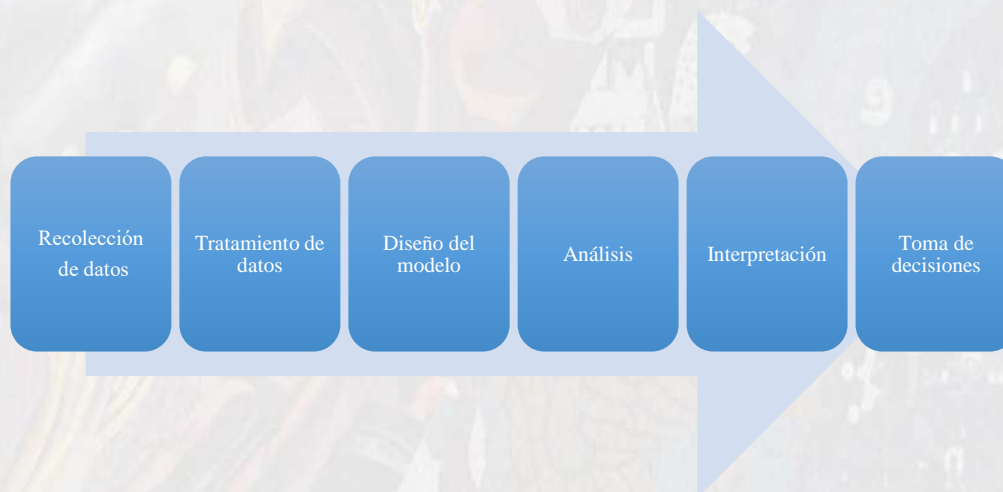 Recolección
de datos
Tratamiento de
datos
Diseño del
modelo
Análisis
Interpretación
Toma de
decisiones